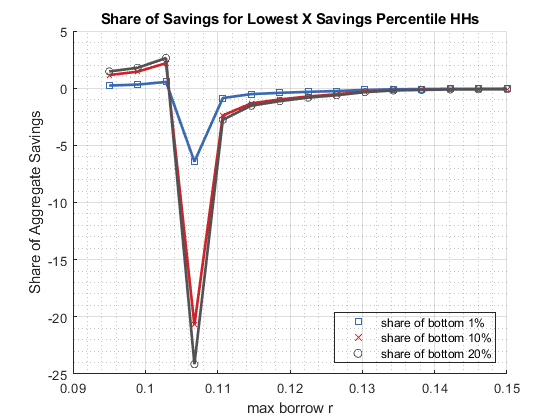 Share of Savings for Lowest X Savings Percentile HHs
Share of Aggregate Savings
5
0
-5
-10
-15
-20
-25
0.09 0.1 0.11 0.12 0.13 0.14 0.15
max borrow r
share of bottom 1%
share of bottom 10%
share of bottom 20%